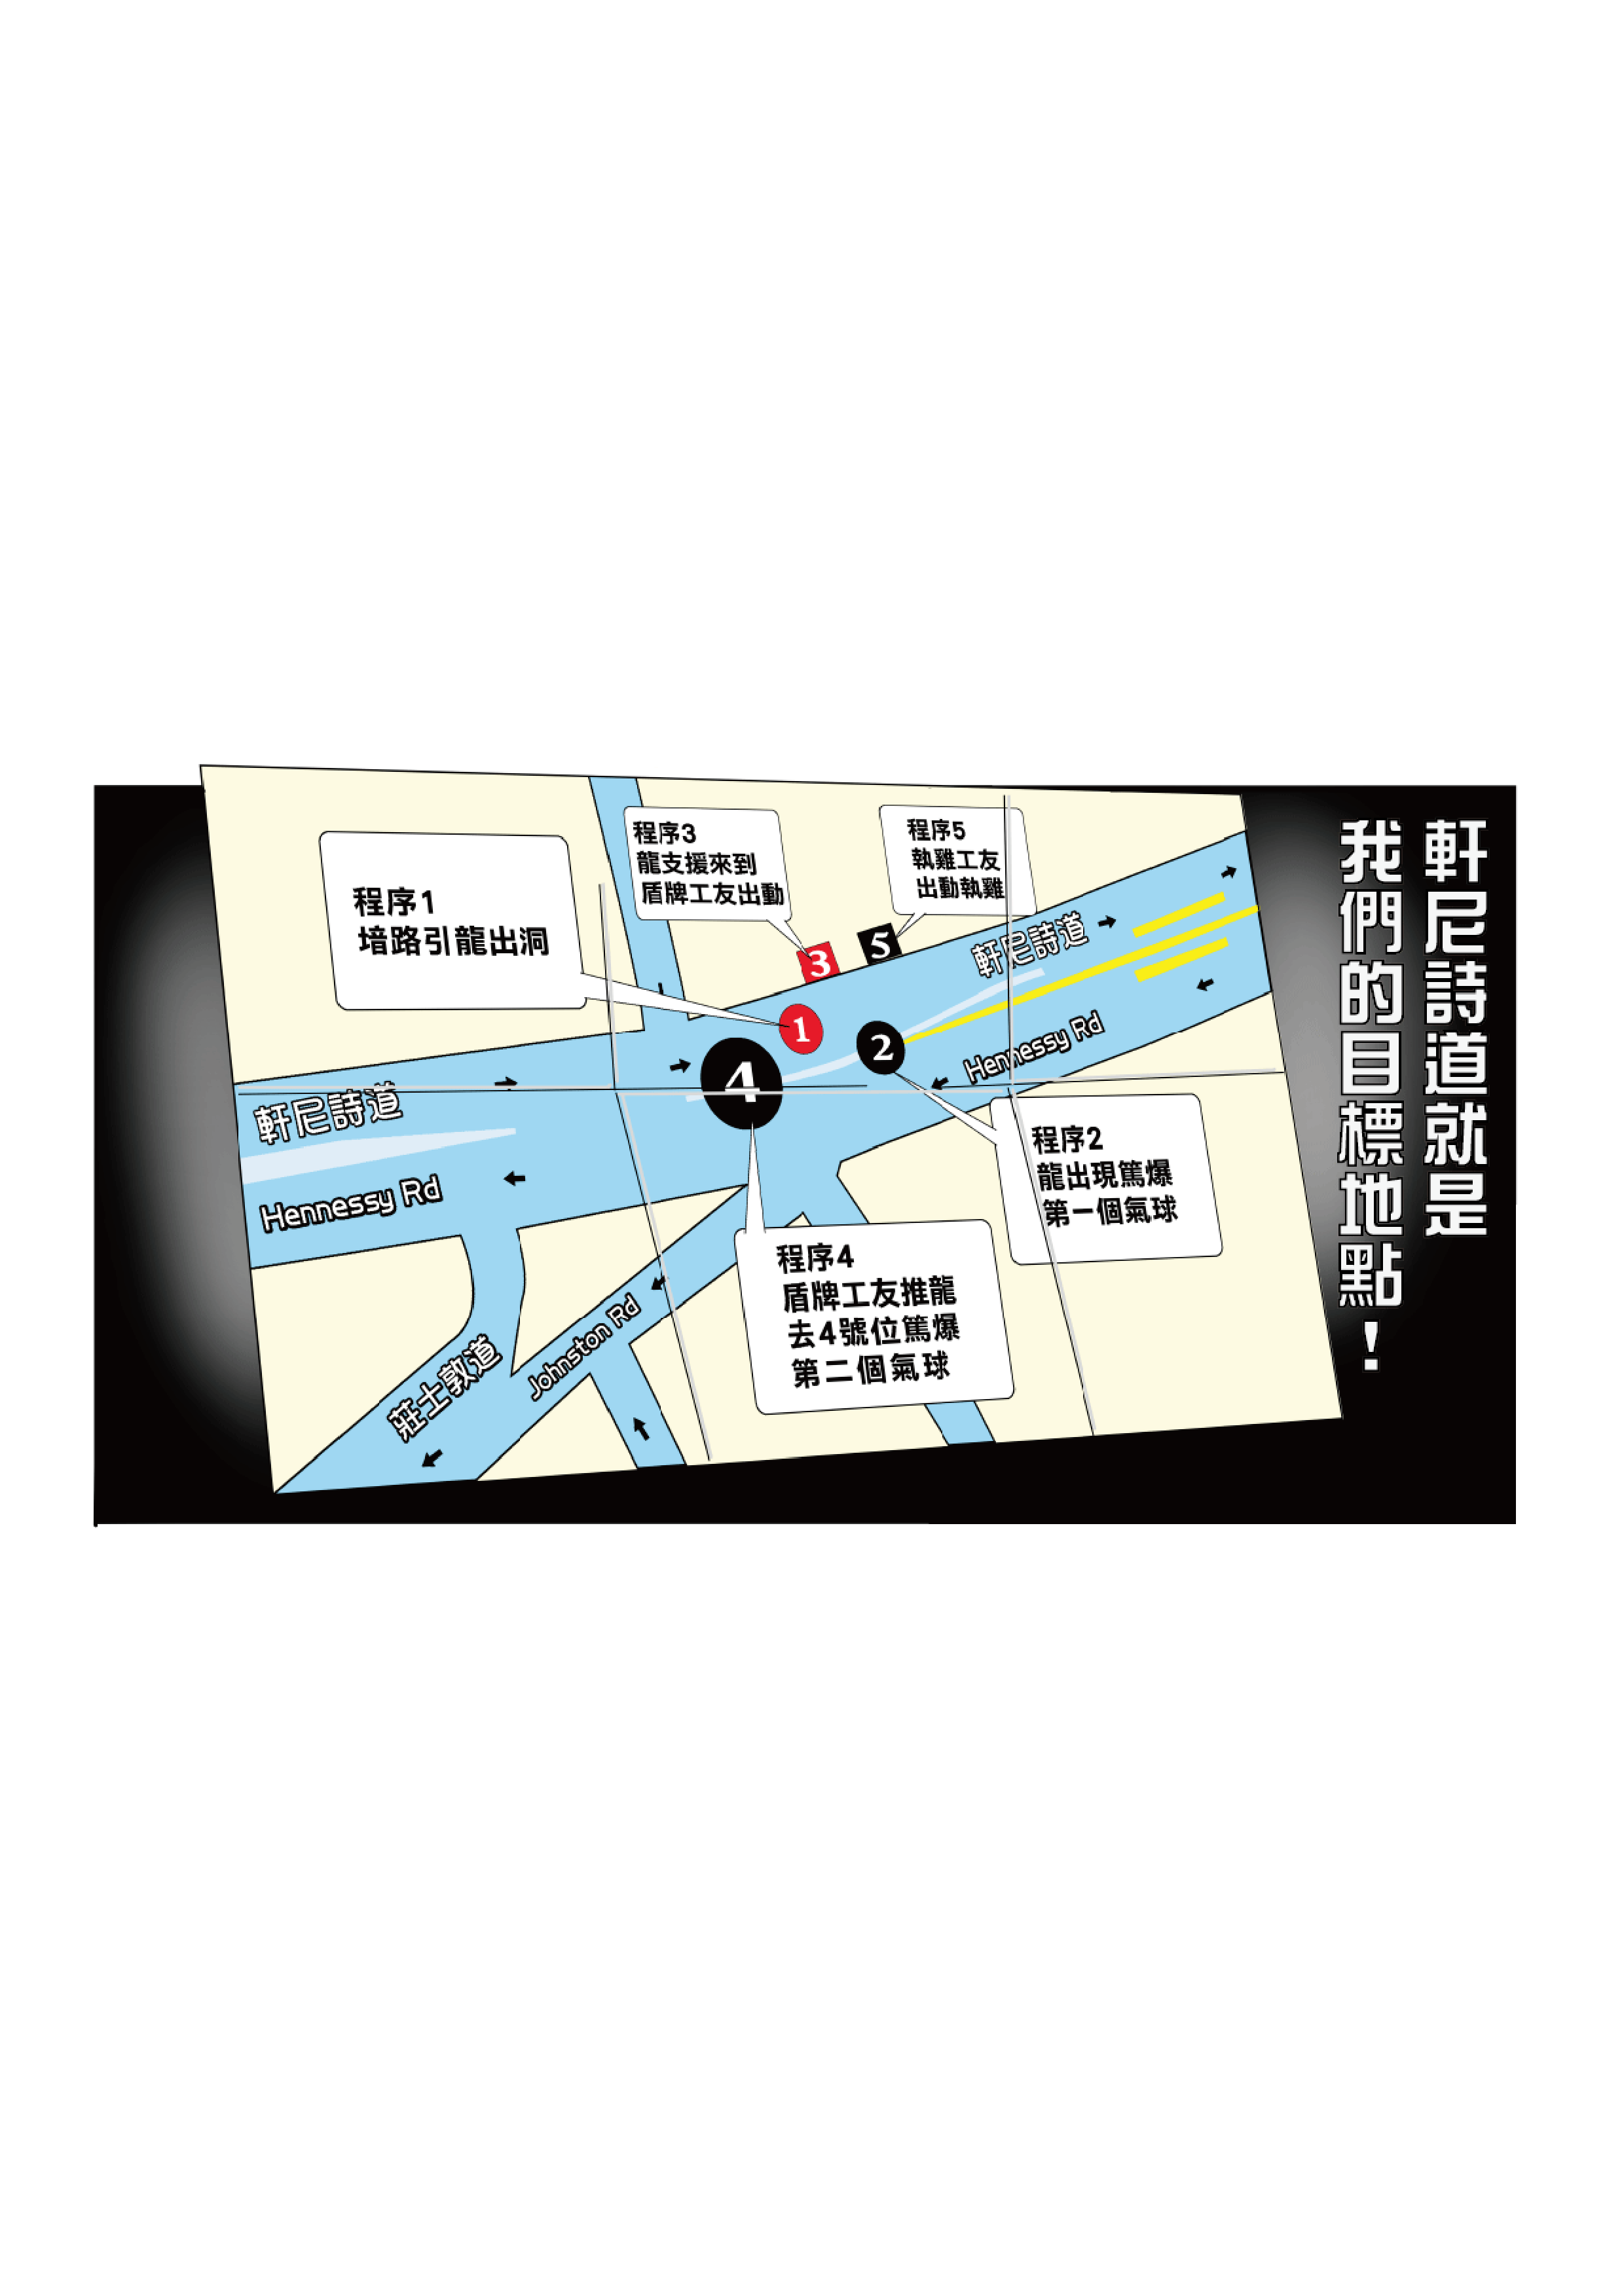 軒尼詩道就是
我們的目標地點！
程序1
培路引龍出洞
程序3
龍支援來到
盾牌工友出動
程序5
執雞工友
出動執雞
3
5
軒尼詩道
1
2
4
Hennessy Rd
軒尼詩道
Hennessy Rd
程序2
龍出現篤爆
第一個氣球
程序4
盾牌工友推龍
去4號位篤爆
第二個氣球
Johnston Rd
莊士敦道